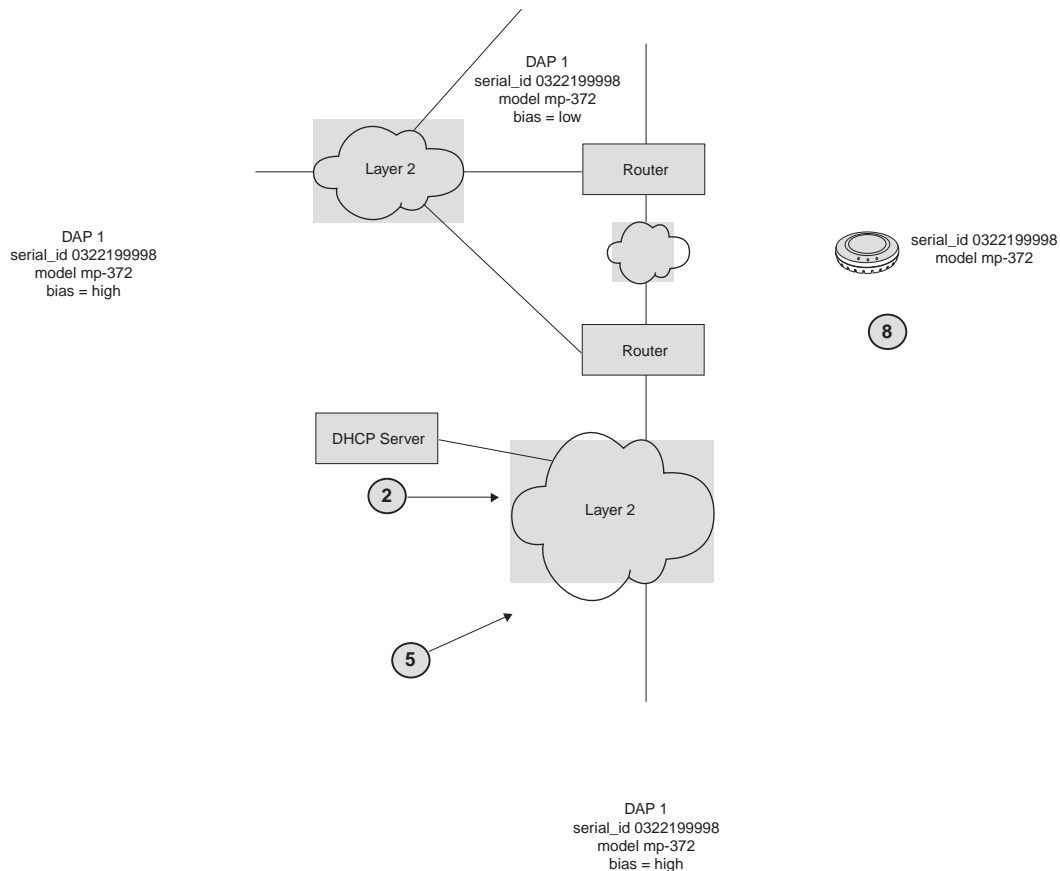 DAP 1
serial_id 0322199998
model mp-372
bias = low
Layer 2
Router
DAP 1
serial_id 0322199998
model mp-372
bias = high
serial_id 0322199998
model mp-372
8
Router
DHCP Server
2
Layer 2
5
DAP 1
serial_id 0322199998
model mp-372
bias = high